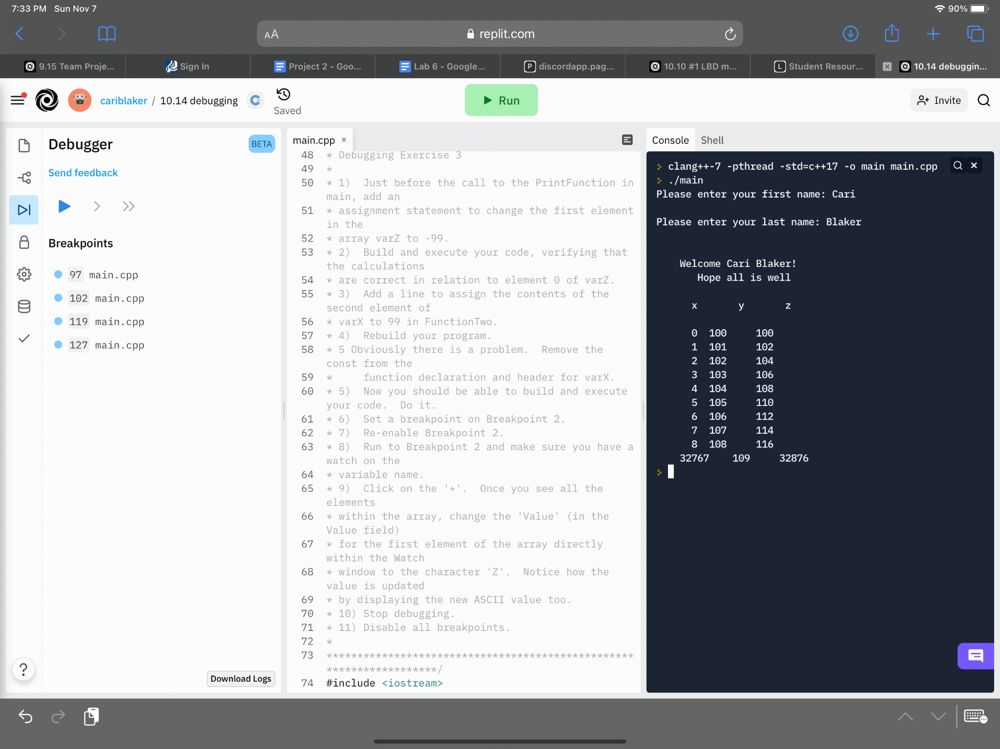 7:33 PM Sun Nov 7
90%
AA
replit.com
9.15 Team Proje...
Sign In
Project 2 - Goo...
Lab 6 - Google...
P discordapp.pag...
10.10 #1 LBD m...
L Student Resour...
10.14 debuggin...
cariblaker / 10.14 debugging
Saved
Run
Invite
Debugger
BETA
Send feedback
Breakpoints
97 main.cpp
102 main.cpp
119 main.cpp
127 main.cpp
Download Logs
?
main.cpp ×
48 * Debugging Exercise 3
49 *
50 * 1)  Just before the call to the PrintFunction in
main, add an
51 * assignment statement to change the first element
in the
52 * array varZ to -99.
53 * 2)  Build and execute your code, verifying that
the calculations
54 * are correct in relation to element 0 of varZ.
55 * 3)  Add a line to assign the contents of the
second element of
56 * varX to 99 in FunctionTwo.
57 * 4)  Rebuild your program.
58 * 5 Obviously there is a problem.  Remove the
const from the
59 *     function declaration and header for varX.
60 * 5)  Now you should be able to build and execute
your code.  Do it.
61 * 6)  Set a breakpoint on Breakpoint 2.
62 * 7)  Re-enable Breakpoint 2.
63 * 8)  Run to Breakpoint 2 and make sure you have a
watch on the
64 * variable name.
65 * 9)  Click on the '+'.  Once you see all the
elements
66 * within the array, change the 'Value' (in the
Value field)
67 * for the first element of the array directly
within the Watch
68 * window to the character 'Z'.  Notice how the
value is updated
69 * by displaying the new ASCII value too.
70 * 10) Stop debugging.
71 * 11) Disable all breakpoints.
72 *
73 **************************************************
******************/
74 #include <iostream>
Console Shell
clang++-7 -pthread -std=c++17 -o main main.cpp
./main
Please enter your first name: Cari
Please enter your last name: Blaker
Welcome Cari Blaker!
Hope all is well
x y z
0 100 100
1 101 102
2 102 104
3 103 106
4 104 108
5 105 110
6 106 112
7 107 114
8 108 116
32767 109 32876